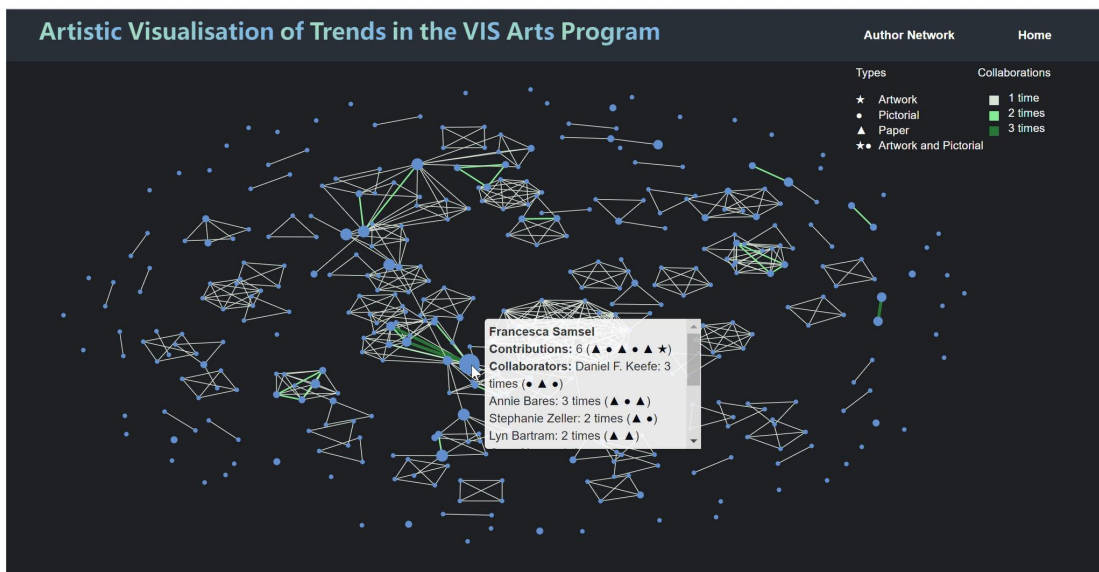 Artistic Visualisation of Trends in the VIS Arts Program
Author Network
Home
Types
★ Artwork
● Pictorial
▲ Paper
★● Artwork and Pictorial
Collaborations
1 time
2 times
3 times
Francesca Samsel
Contributions: 6 (▲ ● ▲ ● ▲ ★)
Collaborators: Daniel F. Keefe: 3
times (● ▲ ●)
Annie Bares: 3 times (▲ ● ▲)
Stephanie Zeller: 2 times (▲ ●)
Lyn Bartram: 2 times (▲ ▲)